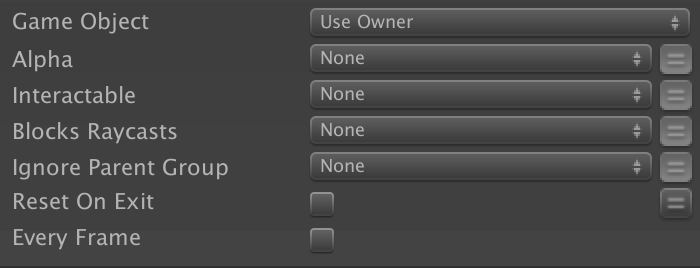 Game Object Use Owner
Alpha None
Interactable None
Blocks Raycasts None
Ignore Parent Group None
Reset On Exit
Every Frame